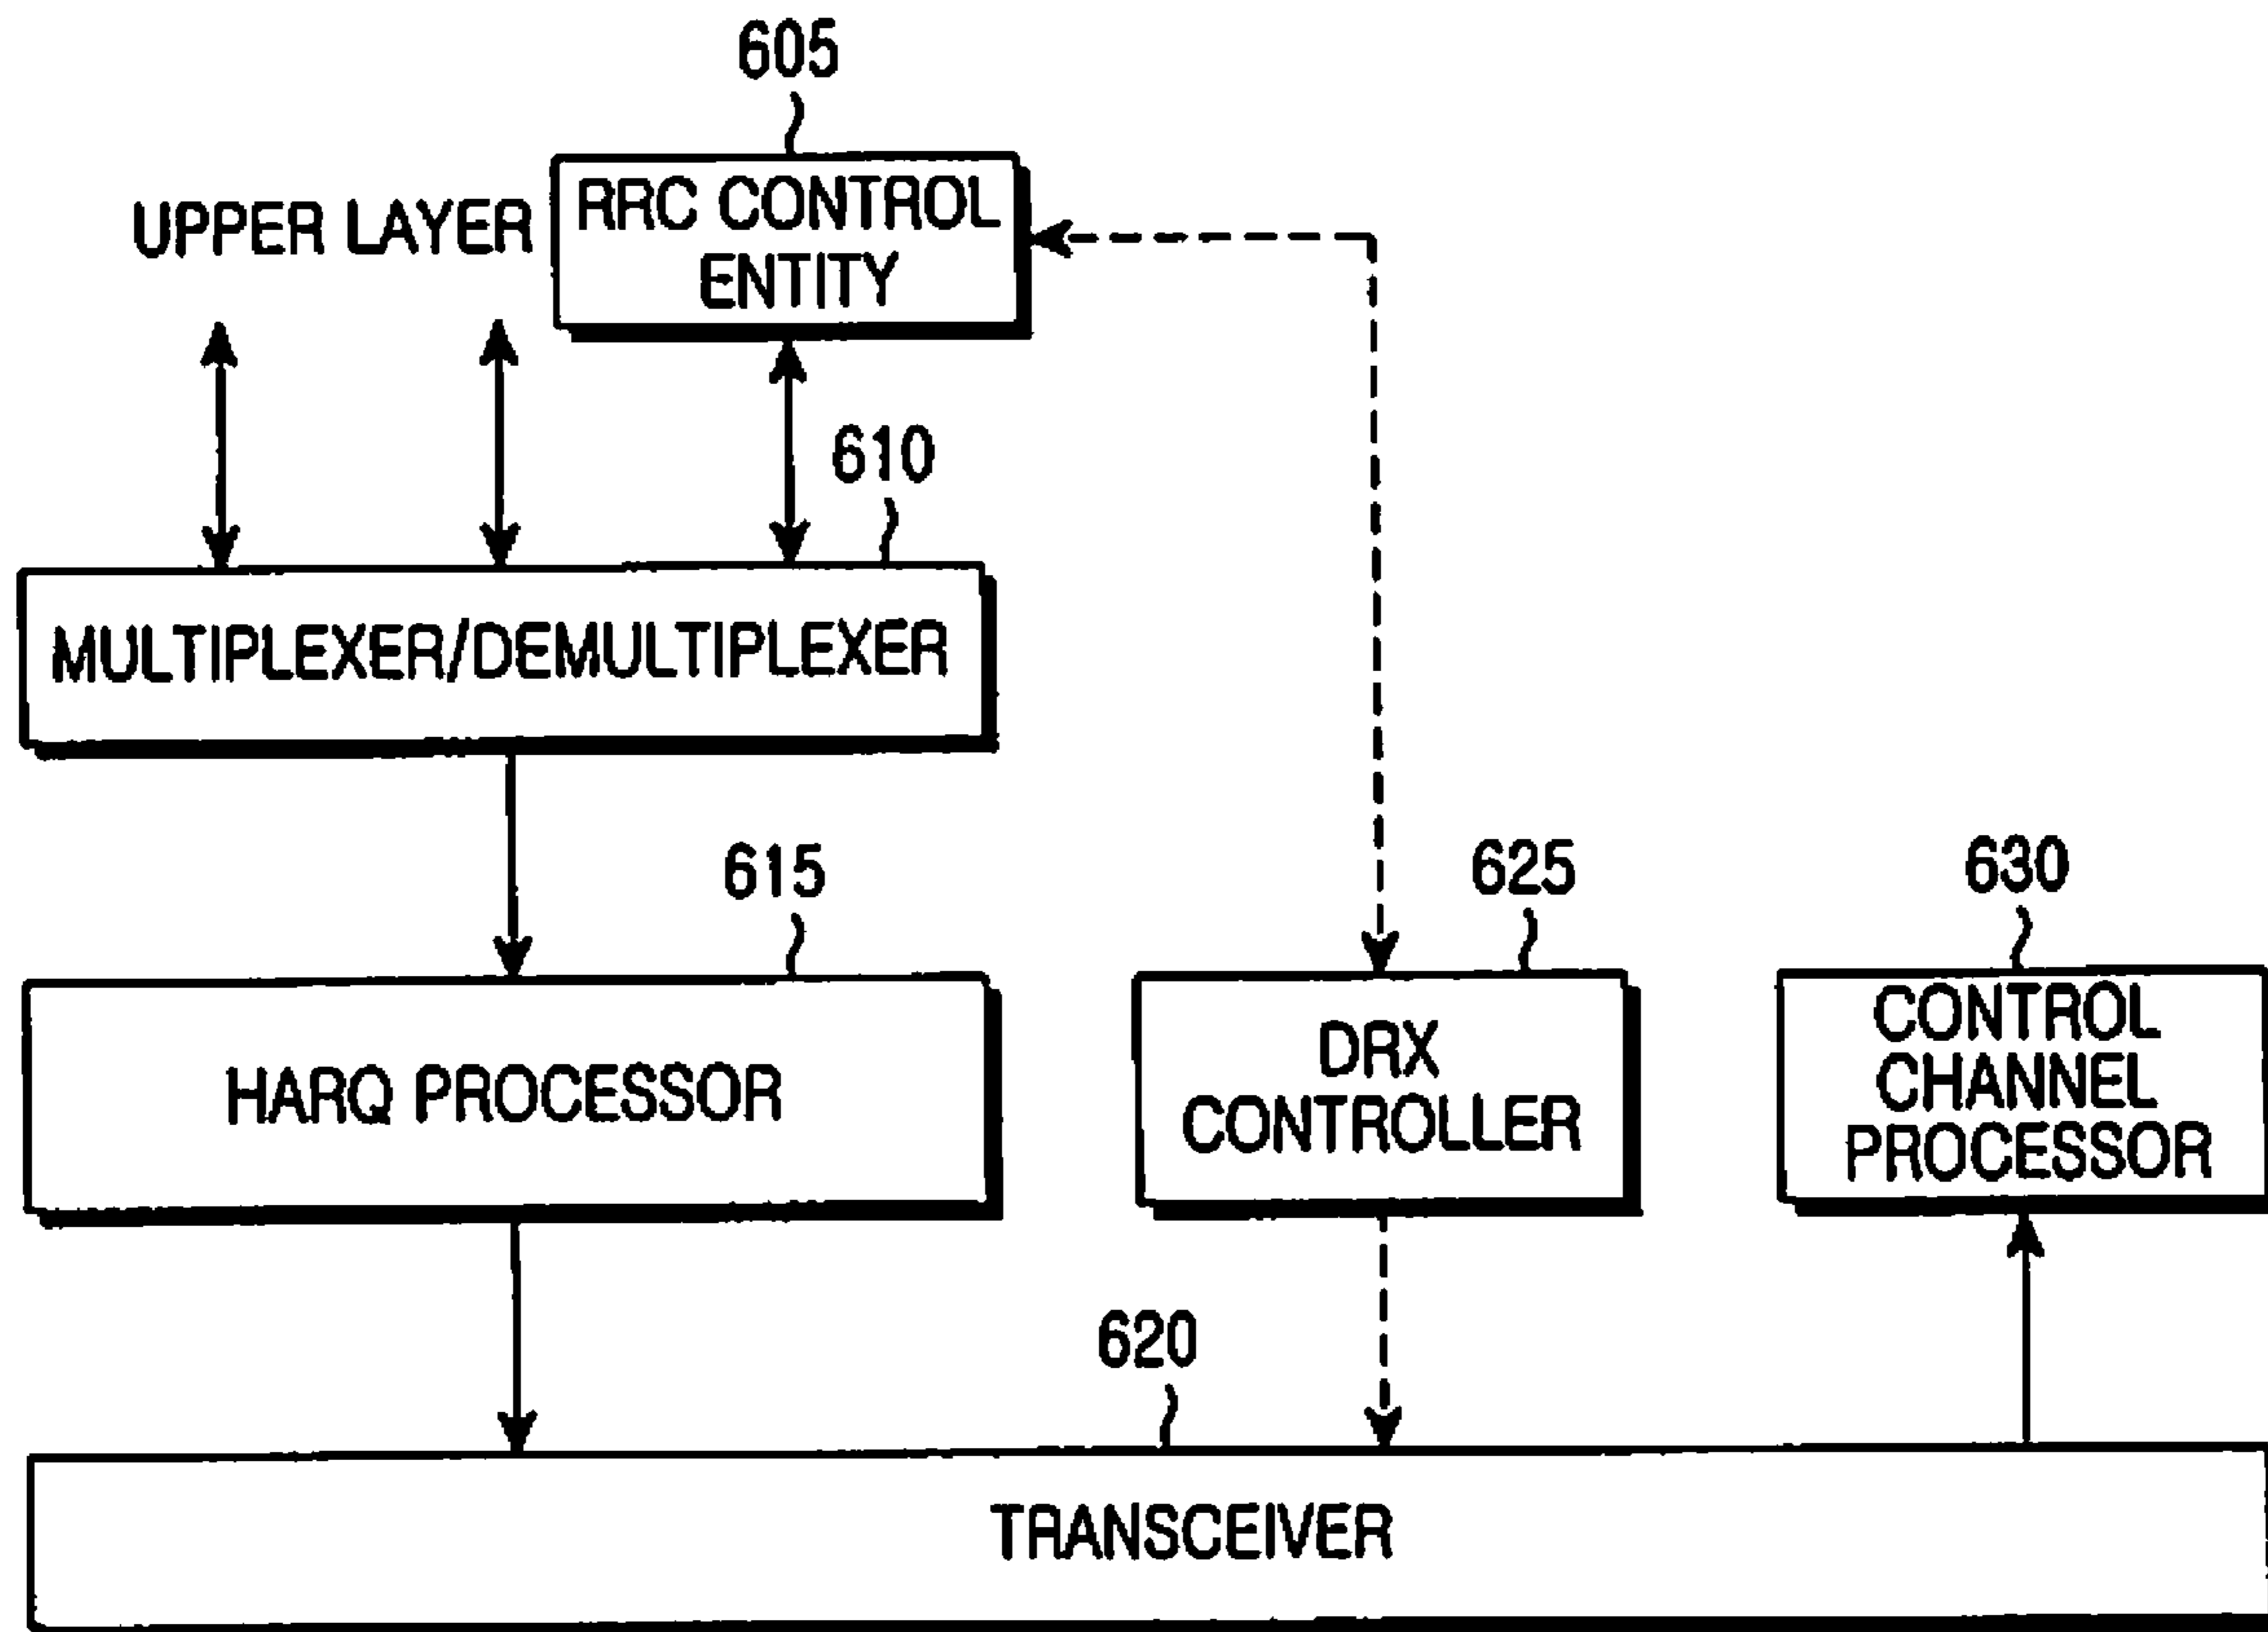 605
UPPER LAYER
RRC CONTROL
ENTITY
610
MULTIPLEXER/DEMULTIPLEXER
615
625
630
HARQ PROCESSOR
DRX
CONTROLLER
CONTROL
CHANNEL
PROCESSOR
620
TRANSCEIVER